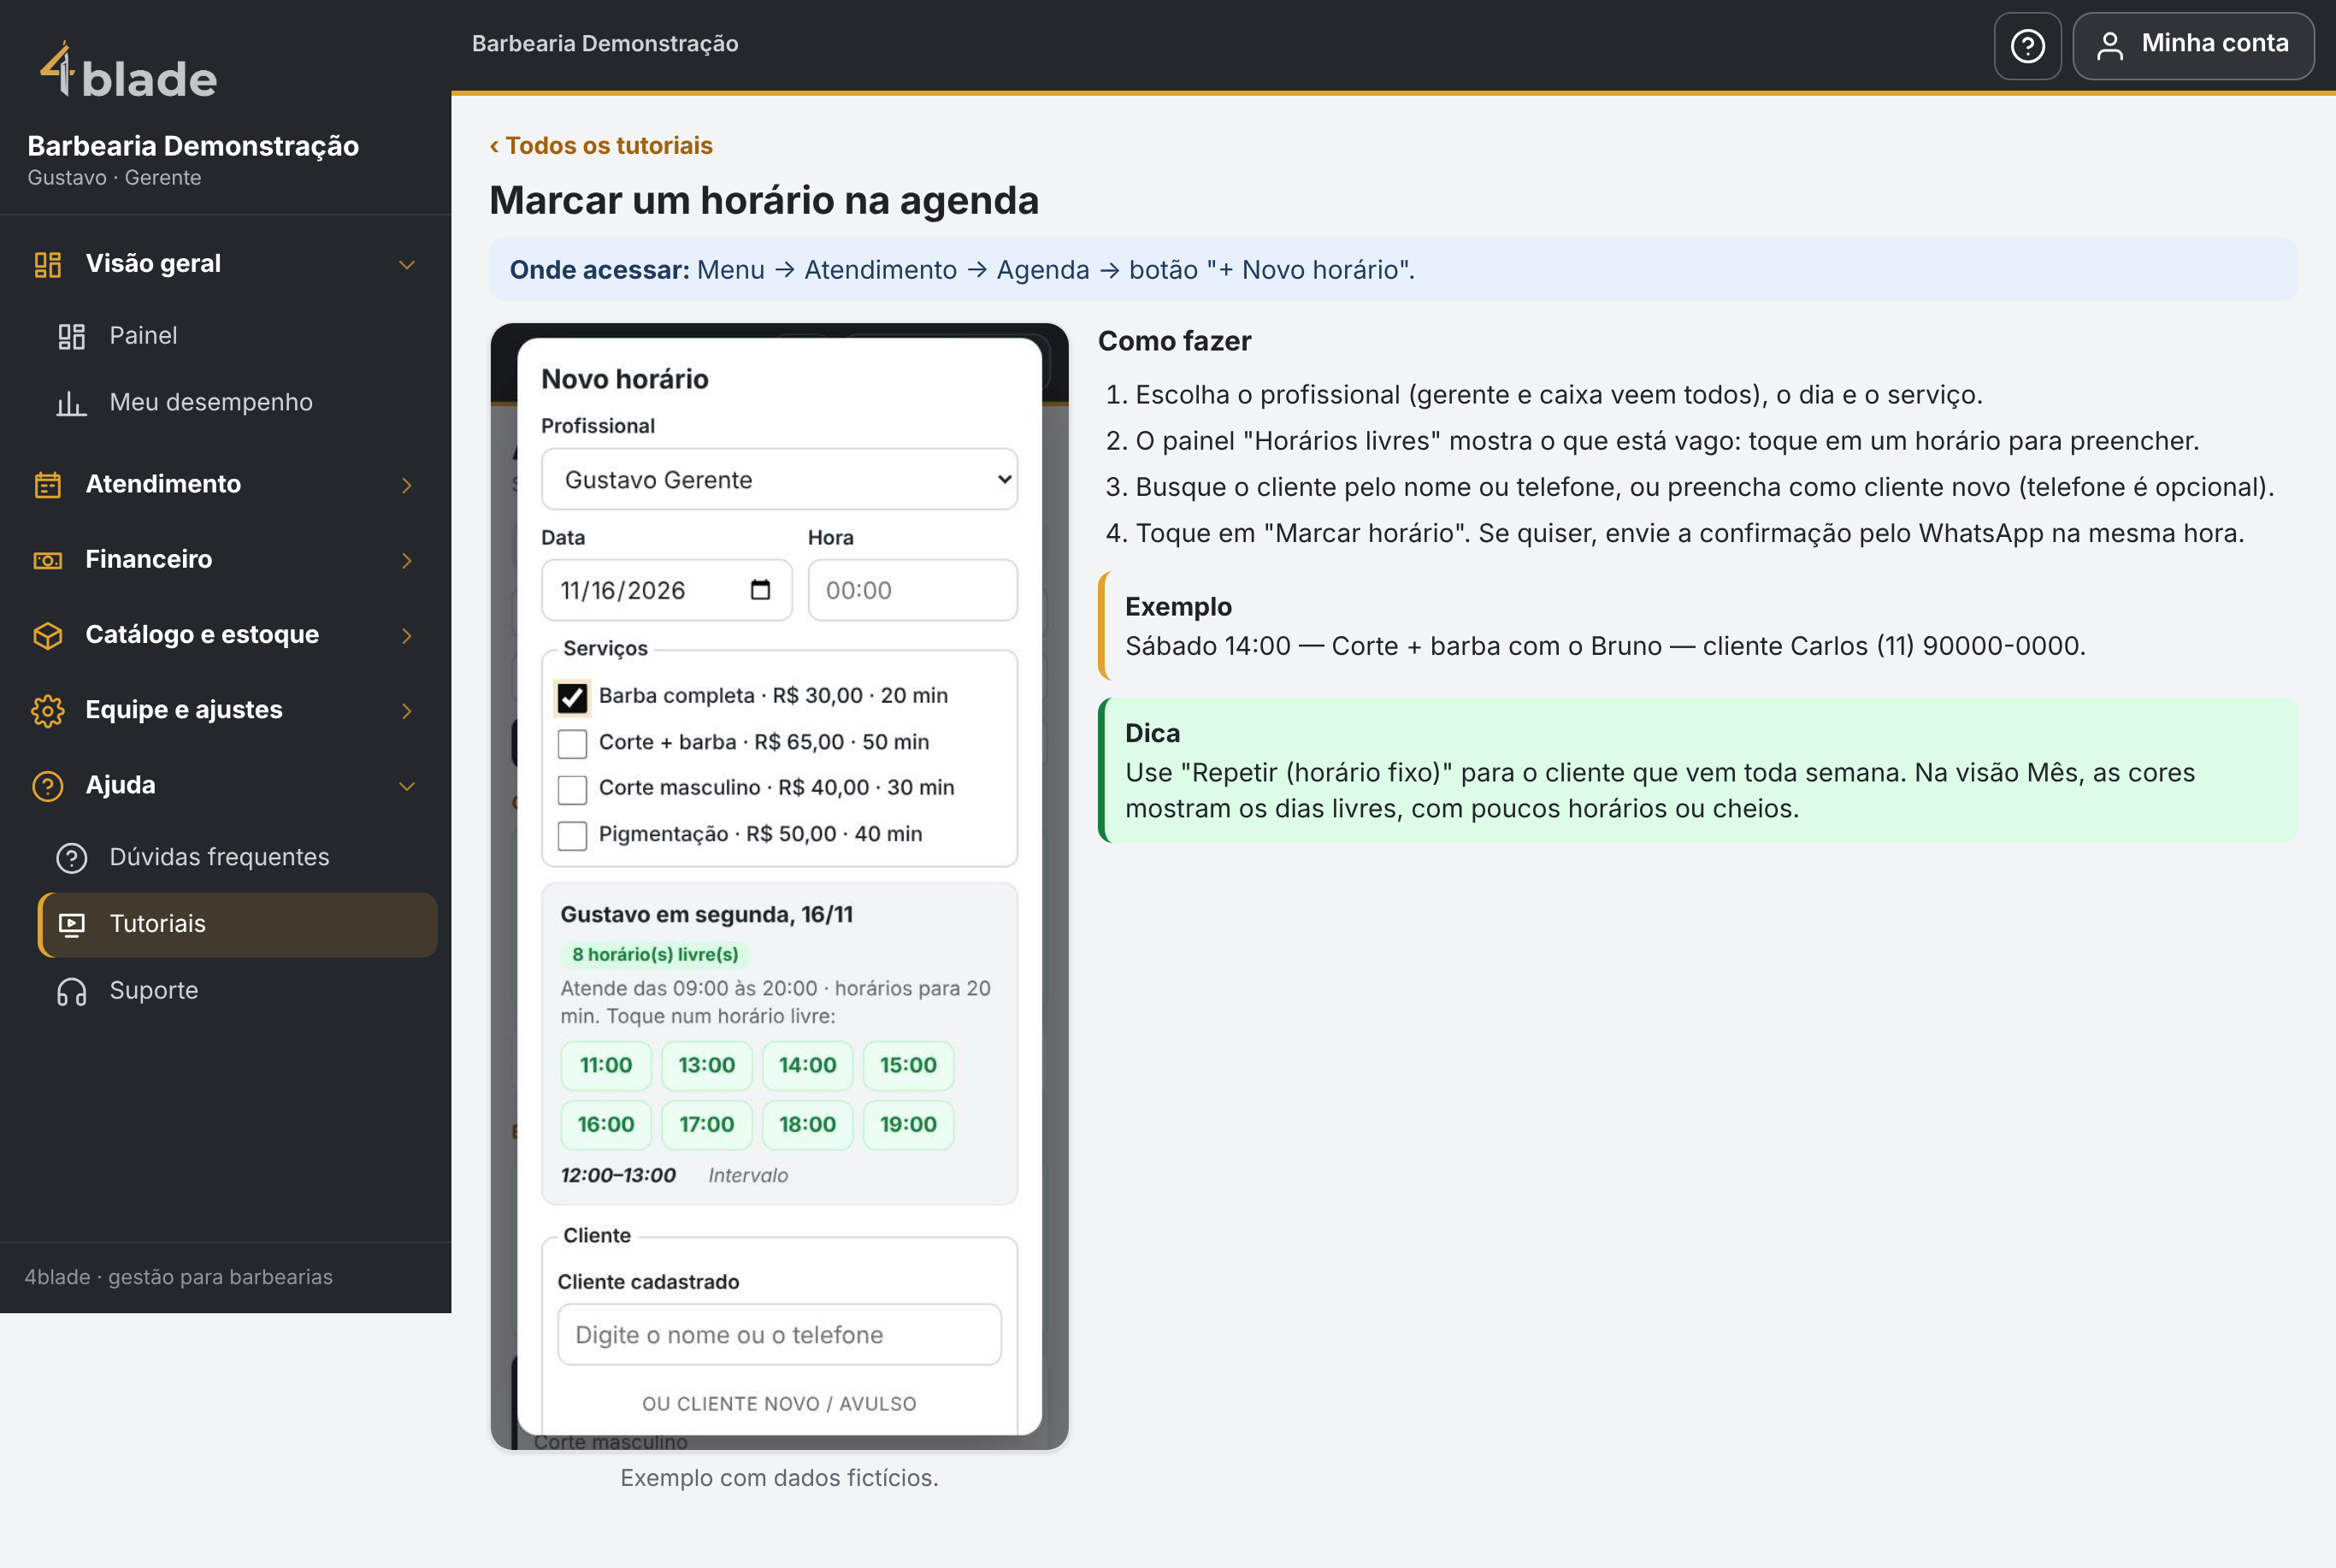 4blade
Barbearia Demonstração
Gustavo · Gerente
Visão geral
Painel
Meu desempenho
Atendimento
Financeiro
Catálogo e estoque
Equipe e ajustes
Ajuda
Dúvidas frequentes
Tutoriais
Suporte
4blade · gestão para barbearias
Barbearia Demonstração
Minha conta
‹ Todos os tutoriais
Marcar um horário na agenda
Onde acessar: Menu → Atendimento → Agenda → botão "+ Novo horário".
Novo horário
Profissional
Gustavo Gerente
Data
Hora
11/16/2026
00:00
Serviços
Barba completa · R$ 30,00 · 20 min
Corte + barba · R$ 65,00 · 50 min
Corte masculino · R$ 40,00 · 30 min
Pigmentação · R$ 50,00 · 40 min
Gustavo em segunda, 16/11
8 horário(s) livre(s)
Atende das 09:00 às 20:00 · horários para 20
min. Toque num horário livre:
11:00 13:00 14:00 15:00
16:00 17:00 18:00 19:00
12:00–13:00 Intervalo
Cliente
Cliente cadastrado
Digite o nome ou o telefone
OU CLIENTE NOVO / AVULSO
Corte masculino
Exemplo com dados fictícios.
Como fazer
1. Escolha o profissional (gerente e caixa veem todos), o dia e o serviço.
2. O painel "Horários livres" mostra o que está vago: toque em um horário para preencher.
3. Busque o cliente pelo nome ou telefone, ou preencha como cliente novo (telefone é opcional).
4. Toque em "Marcar horário". Se quiser, envie a confirmação pelo WhatsApp na mesma hora.
Exemplo
Sábado 14:00 — Corte + barba com o Bruno — cliente Carlos (11) 90000-0000.
Dica
Use "Repetir (horário fixo)" para o cliente que vem toda semana. Na visão Mês, as cores
mostram os dias livres, com poucos horários ou cheios.